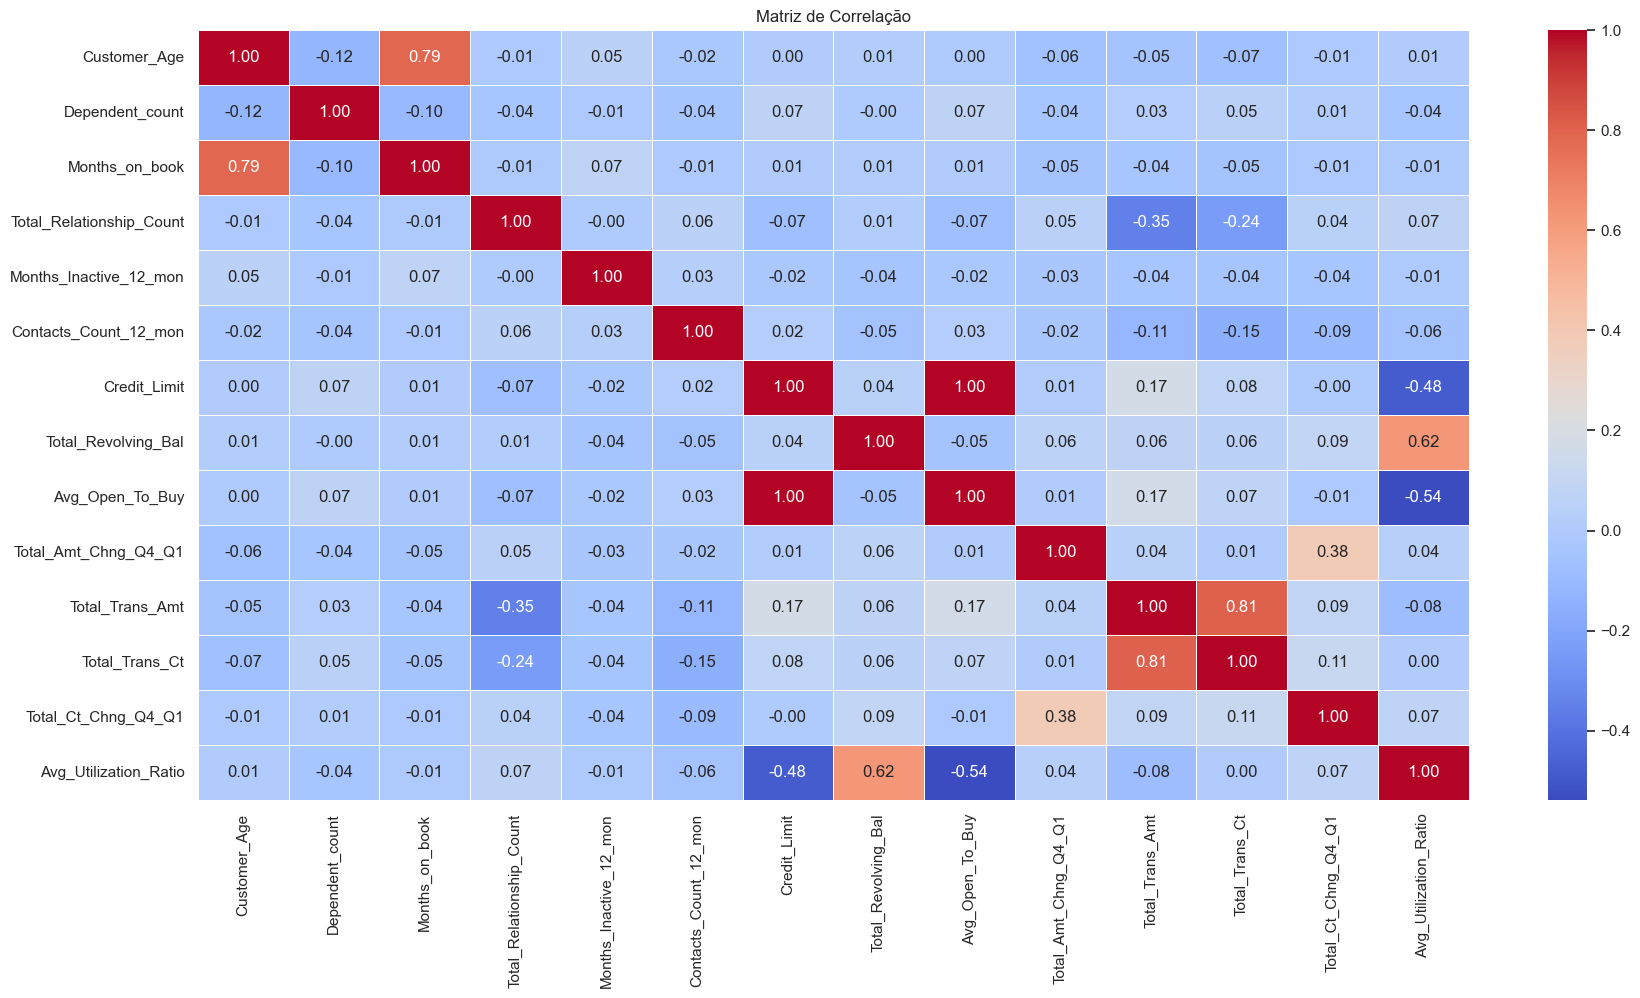 Matriz de Correlação
Customer_Age 1.00 -0.12 0.79 -0.01 0.05 -0.02 0.00 0.01 0.00 -0.06 -0.05 -0.07 -0.01 0.01
Dependent_count -0.12 1.00 -0.10 -0.04 -0.01 -0.04 0.07 -0.00 0.07 -0.04 0.03 0.05 0.01 -0.04
Months_on_book 0.79 -0.10 1.00 -0.01 0.07 -0.01 0.01 0.01 0.01 -0.05 -0.04 -0.05 -0.01 -0.01
Total_Relationship_Count -0.01 -0.04 -0.01 1.00 -0.00 0.06 -0.07 0.01 -0.07 0.05 -0.35 -0.24 0.04 0.07
Months_Inactive_12_mon 0.05 -0.01 0.07 -0.00 1.00 0.03 -0.02 -0.04 -0.02 -0.03 -0.04 -0.04 -0.04 -0.01
Contacts_Count_12_mon -0.02 -0.04 -0.01 0.06 0.03 1.00 0.02 -0.05 0.03 -0.02 -0.11 -0.15 -0.09 -0.06
Credit_Limit 0.00 0.07 0.01 -0.07 -0.02 0.02 1.00 0.04 1.00 0.01 0.17 0.08 -0.00 -0.48
Total_Revolving_Bal 0.01 -0.00 0.01 0.01 -0.04 -0.05 0.04 1.00 -0.05 0.06 0.06 0.06 0.09 0.62
Avg_Open_To_Buy 0.00 0.07 0.01 -0.07 -0.02 0.03 1.00 -0.05 1.00 0.01 0.17 0.07 -0.01 -0.54
Total_Amt_Chng_Q4_Q1 -0.06 -0.04 -0.05 0.05 -0.03 -0.02 0.01 0.06 0.01 1.00 0.04 0.01 0.38 0.04
Total_Trans_Amt -0.05 0.03 -0.04 -0.35 -0.04 -0.11 0.17 0.06 0.17 0.04 1.00 0.81 0.09 -0.08
Total_Trans_Ct -0.07 0.05 -0.05 -0.24 -0.04 -0.15 0.08 0.06 0.07 0.01 0.81 1.00 0.11 0.00
Total_Ct_Chng_Q4_Q1 -0.01 0.01 -0.01 0.04 -0.04 -0.09 -0.00 0.09 -0.01 0.38 0.09 0.11 1.00 0.07
Avg_Utilization_Ratio 0.01 -0.04 -0.01 0.07 -0.01 -0.06 -0.48 0.62 -0.54 0.04 -0.08 0.00 0.07 1.00
Customer_Age
Dependent_count
Months_on_book
Total_Relationship_Count
Months_Inactive_12_mon
Contacts_Count_12_mon
Credit_Limit
Total_Revolving_Bal
Avg_Open_To_Buy
Total_Amt_Chng_Q4_Q1
Total_Trans_Amt
Total_Trans_Ct
Total_Ct_Chng_Q4_Q1
Avg_Utilization_Ratio
1.0
0.8
0.6
0.4
0.2
0.0
−0.2
−0.4